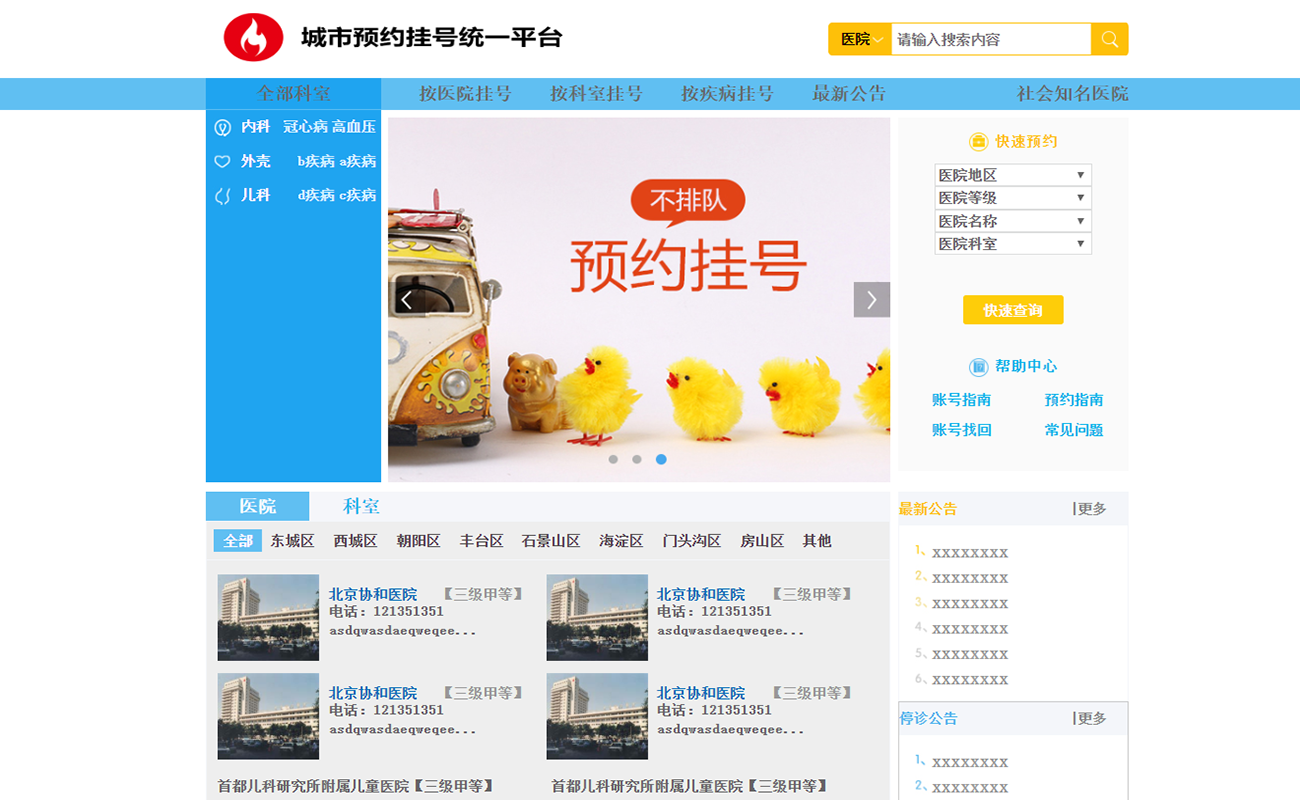 城市预约挂号统一平台
医院 请输入搜索内容
全部科室 按医院挂号 按科室挂号 按疾病挂号 最新公告 社会知名医院
内科 冠心病 高血压
外壳 b疾病 a疾病
儿科 d疾病 c疾病
不排队
预约挂号
快速预约
医院地区
医院等级
医院名称
医院科室
快速查询
帮助中心
账号指南 预约指南
账号找回 常见问题
医院 科室
全部 东城区 西城区 朝阳区 丰台区 石景山区 海淀区 门头沟区 房山区 其他
北京协和医院 【三级甲等】
电话：121351351
asdqwasdaeqweqee...
北京协和医院 【三级甲等】
电话：121351351
asdqwasdaeqweqee...
北京协和医院 【三级甲等】
电话：121351351
asdqwasdaeqweqee...
北京协和医院 【三级甲等】
电话：121351351
asdqwasdaeqweqee...
首都儿科研究所附属儿童医院【三级甲等】
首都儿科研究所附属儿童医院【三级甲等】
最新公告 |更多
1、xxxxxxxx
2、xxxxxxxx
3、xxxxxxxx
4、xxxxxxxx
5、xxxxxxxx
6、xxxxxxxx
停诊公告 |更多
1、xxxxxxxx
2、xxxxxxxx